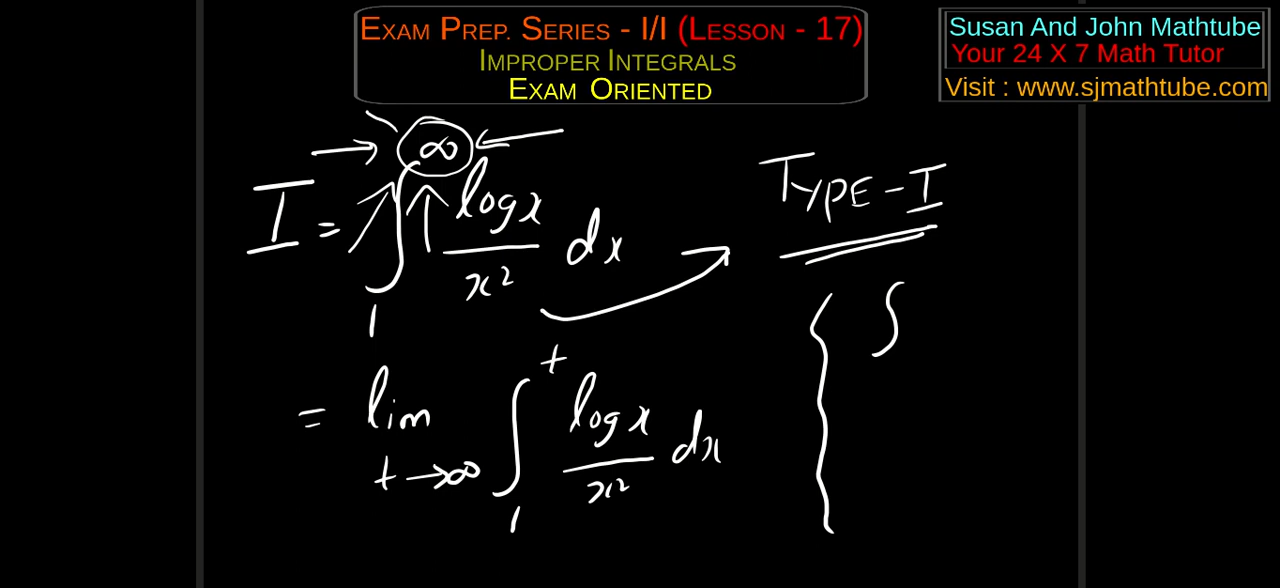 Exam Prep. Series - I/I (Lesson - 17)
Improper Integrals
Exam Oriented
Susan And John Mathtube
Your 24 X 7 Math Tutor
Visit : www.sjmathtube.com
I = ∫₁^∞ log x / x² dx
Type - I
= lim t→∞ ∫₁^t log x / x² dx
∫